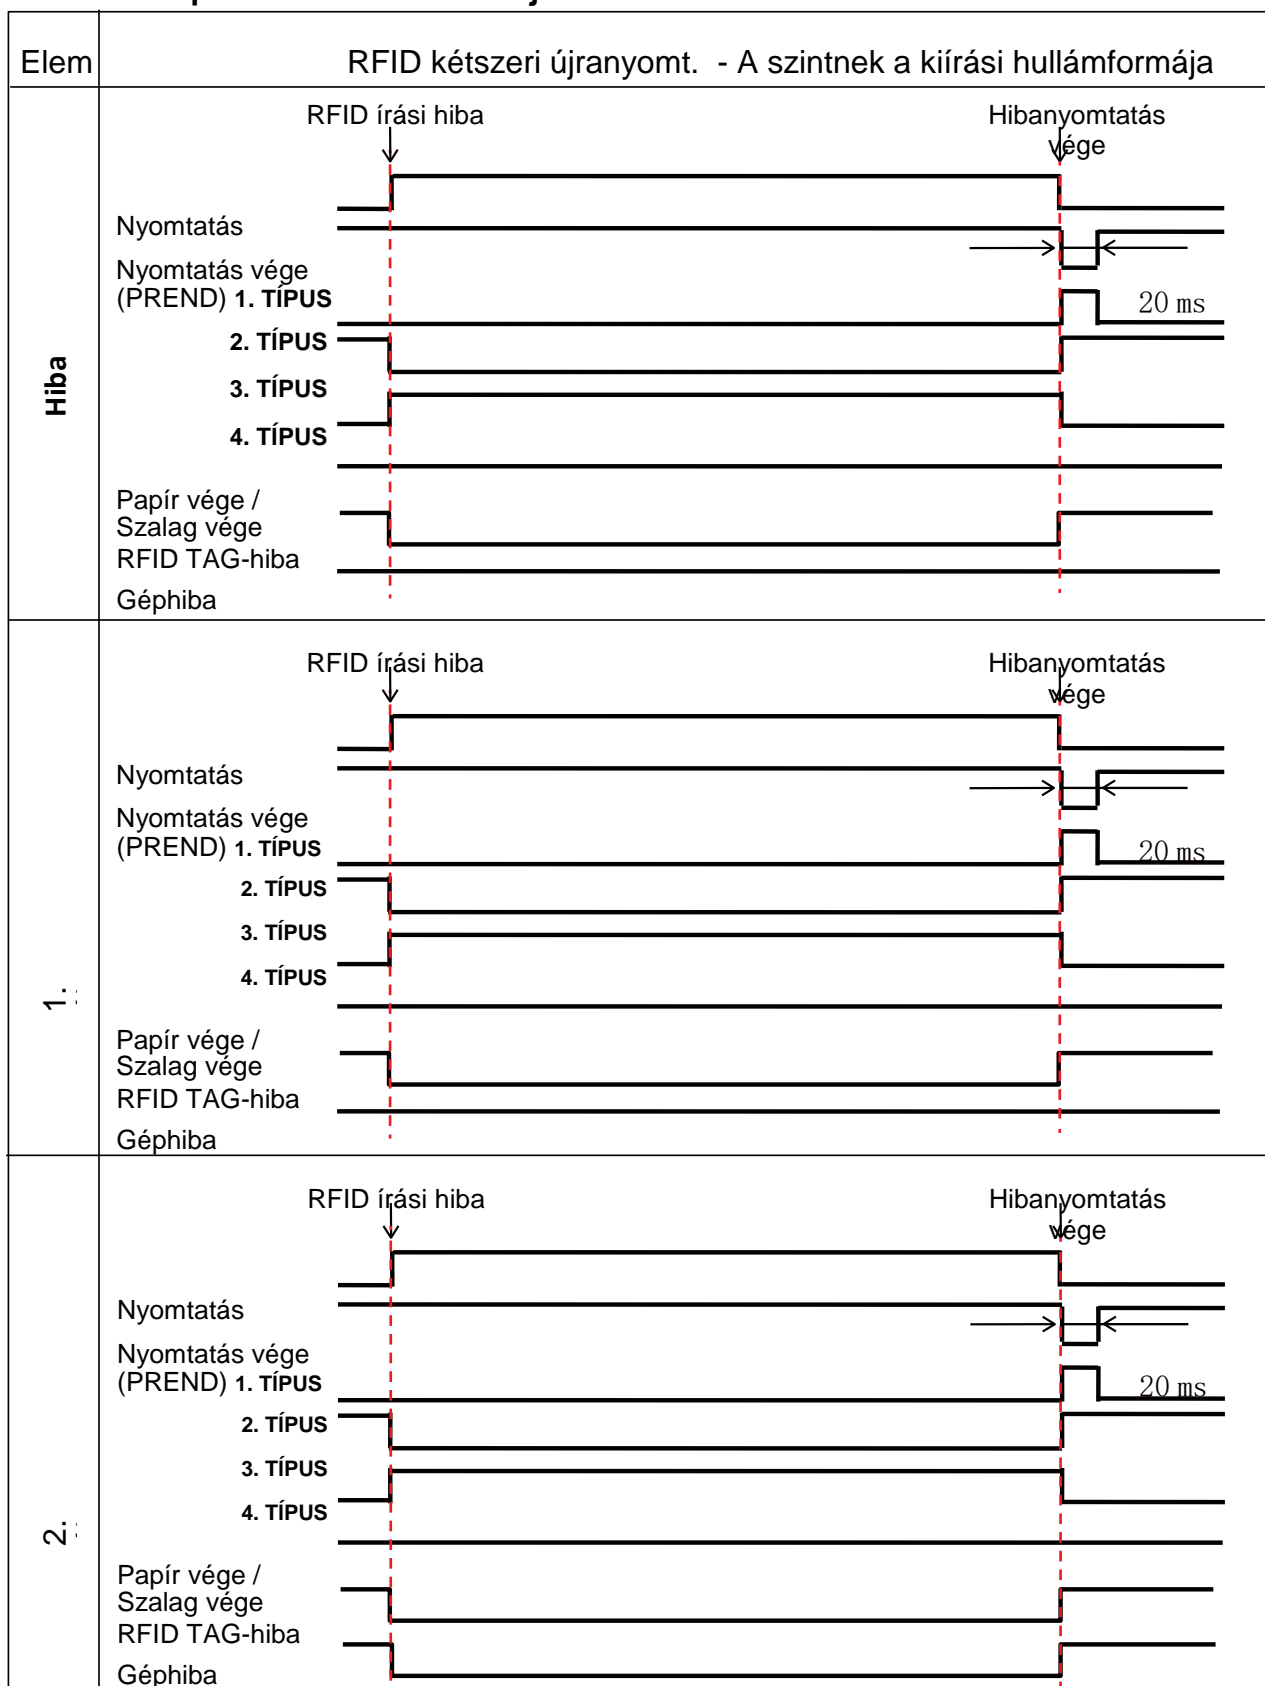 Elem
RFID kétszeri újranyomt. - A szintnek a kiírási hullámformája
Hiba
RFID írási hiba
Hibanyomtatás
vége
Nyomtatás
Nyomtatás vége
(PREND) 1. TÍPUS
20 ms
2. TÍPUS
3. TÍPUS
4. TÍPUS
Papír vége /
Szalag vége
RFID TAG-hiba
Géphiba
1.
RFID írási hiba
Hibanyomtatás
vége
Nyomtatás
Nyomtatás vége
(PREND) 1. TÍPUS
20 ms
2. TÍPUS
3. TÍPUS
4. TÍPUS
Papír vége /
Szalag vége
RFID TAG-hiba
Géphiba
2.
RFID írási hiba
Hibanyomtatás
vége
Nyomtatás
Nyomtatás vége
(PREND) 1. TÍPUS
20 ms
2. TÍPUS
3. TÍPUS
4. TÍPUS
Papír vége /
Szalag vége
RFID TAG-hiba
Géphiba